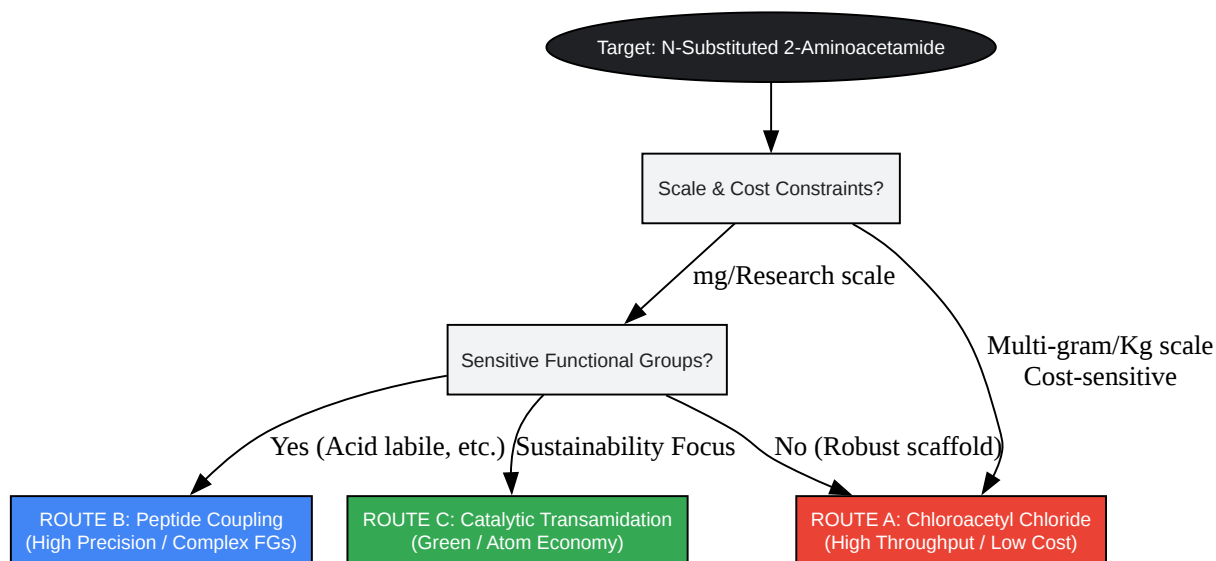 Target: N-Substituted 2-Aminoacetamide
Scale & Cost Constraints?
mg/Research scale
Sensitive Functional Groups?
Multi-gram/Kg scale
Cost-sensitive
Yes (Acid labile, etc.)
Sustainability Focus
No (Robust scaffold)
ROUTE B: Peptide Coupling
(High Precision / Complex FGs)
ROUTE C: Catalytic Transamidation
(Green / Atom Economy)
ROUTE A: Chloroacetyl Chloride
(High Throughput / Low Cost)